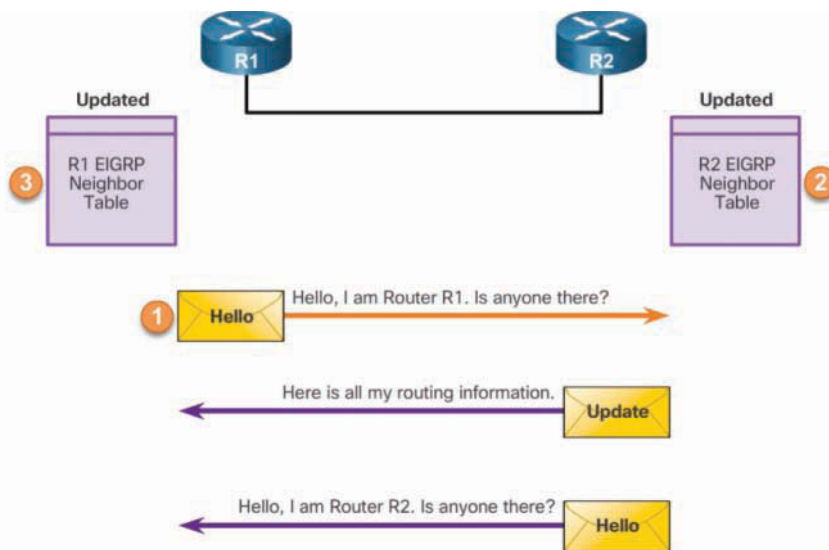 R1
R2
Updated
Updated
R1 EIGRP
Neighbor
Table
3
R2 EIGRP
Neighbor
Table
2
Hello, I am Router R1. Is anyone there?
1
Hello
Here is all my routing information.
Update
Hello, I am Router R2. Is anyone there?
Hello